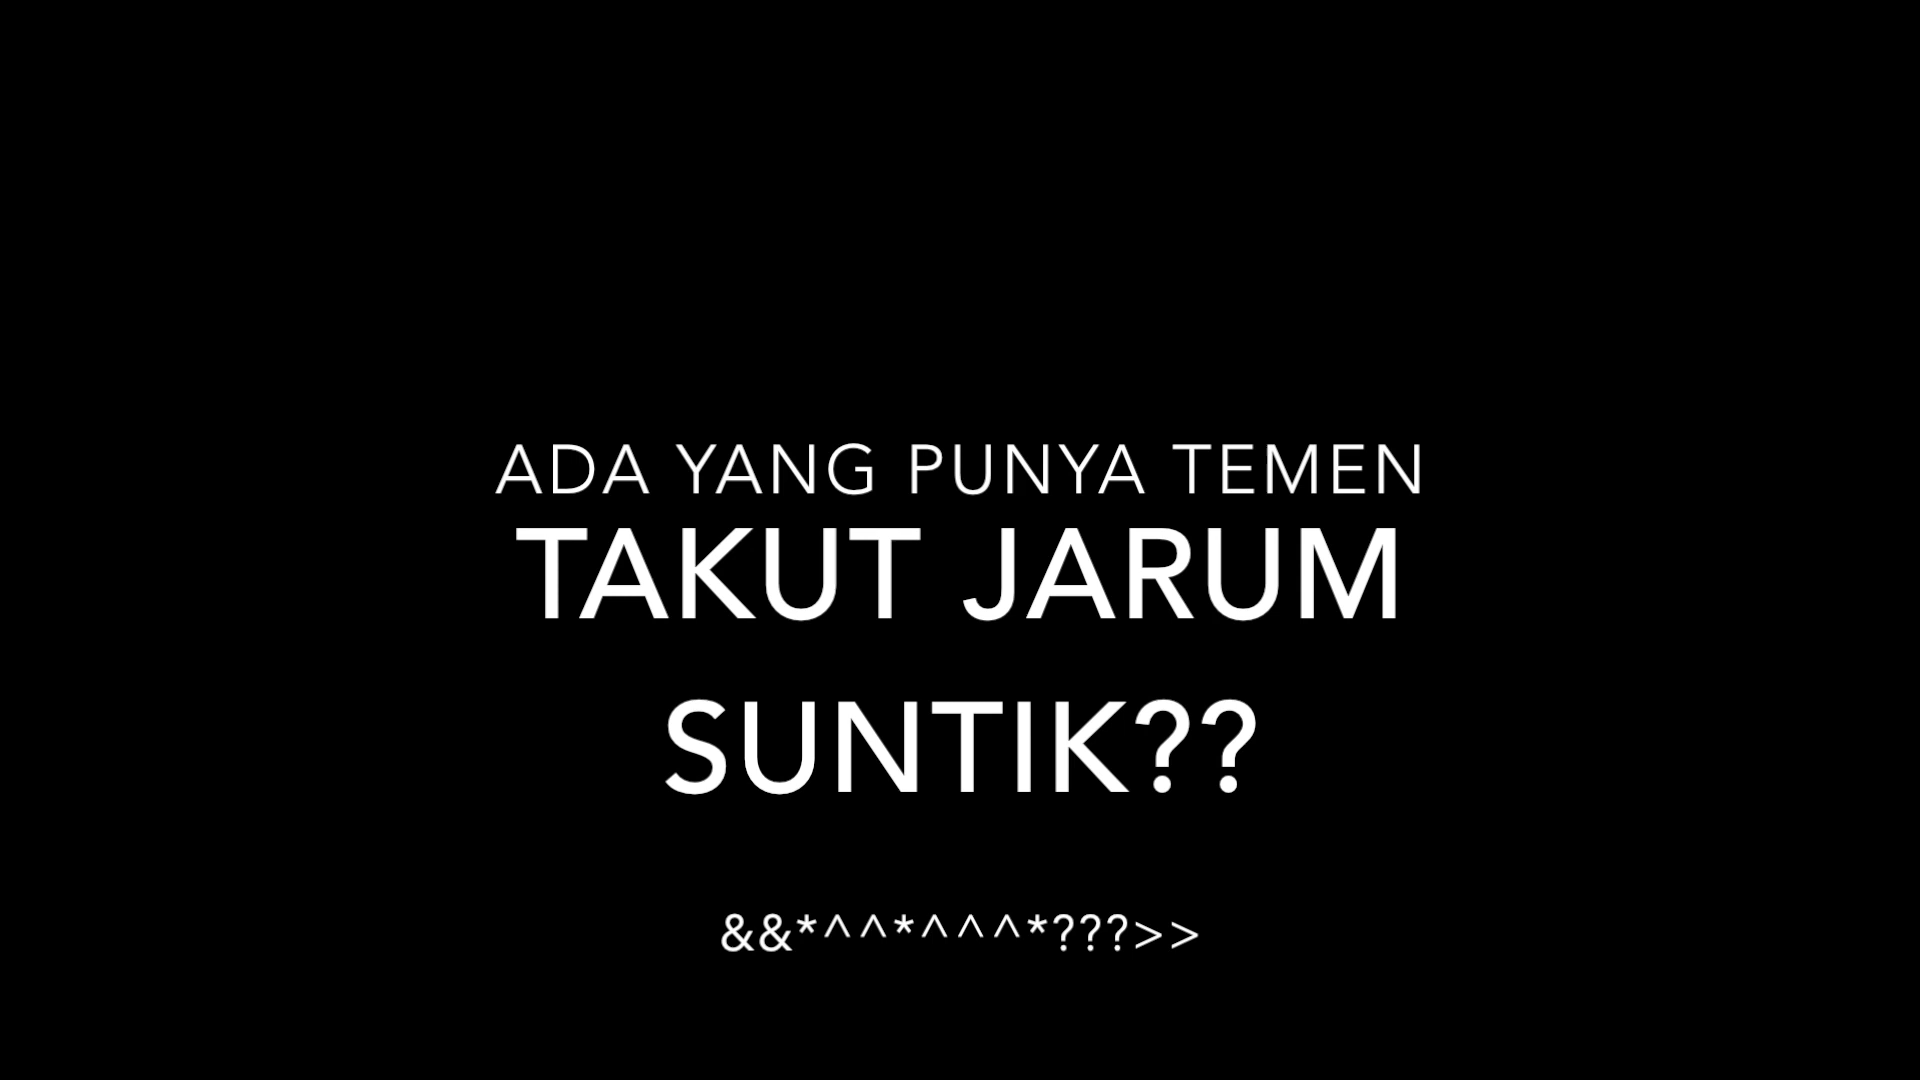 ADA YANG PUNYA TEMEN
TAKUT JARUM
SUNTIK??
&&*^^*^^^*???>>